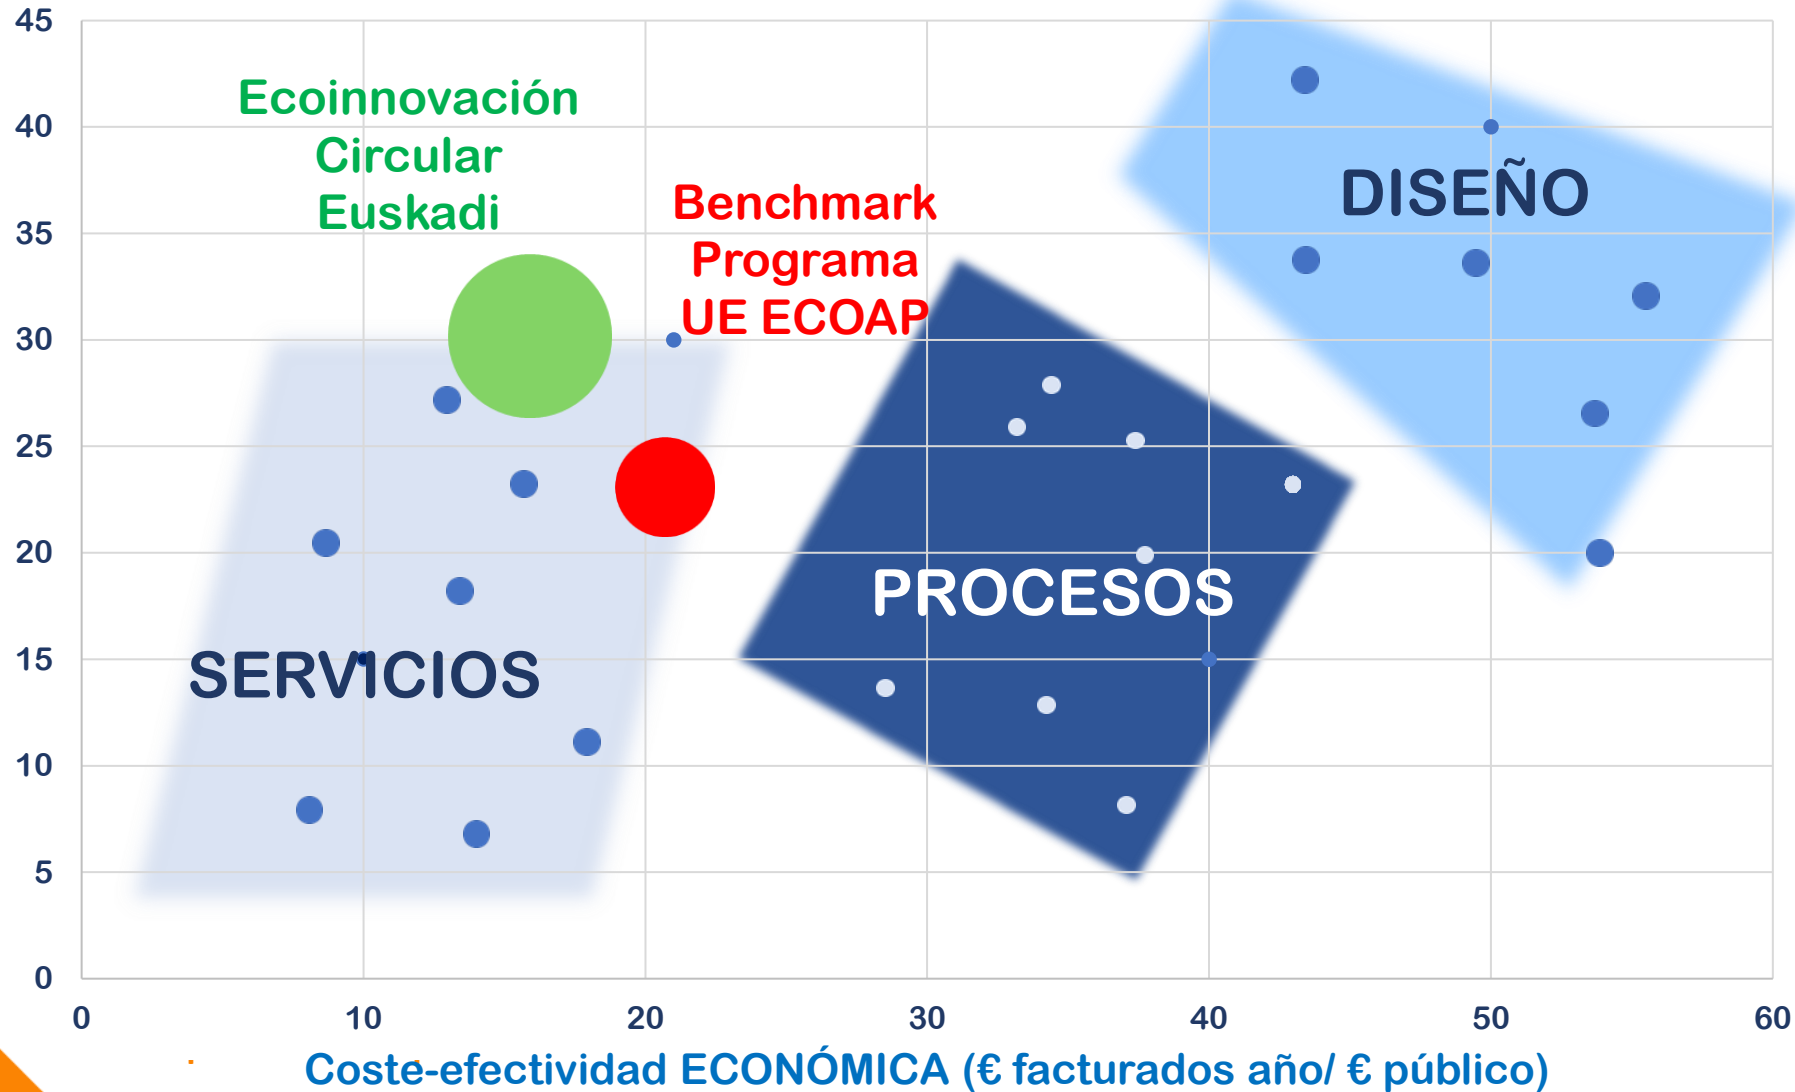 45
Ecoinnovación
Circular
Euskadi
40
Benchmark
Programa
UE ECOAP
DISEÑO
35
30
25
20
PROCESOS
15
SERVICIOS
10
5
0
0 10 20 30 40 50 60
Coste-efectividad ECONÓMICA (€ facturados año/ € público)